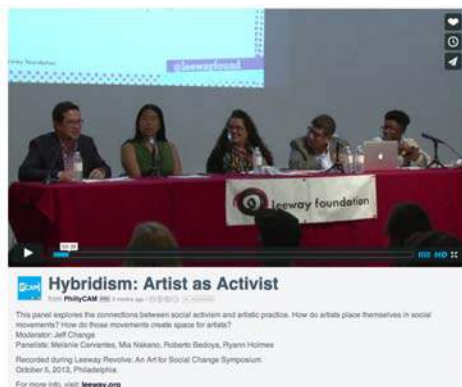 @leewayfound
leeway foundation
HD
PCAM
Hybridism: Artist as Activist
from PhillyCAM
This panel explores the connections between social activism and artistic practice. How do artists place themselves in social
movements? How do those movements create space for artists?
Moderator: Jeff Change
Panelists: Melanie Cervantes, Mia Nakano, Roberto Bedoya, Ryann Holmes
Recorded during Leeway Revolve: An Art for Social Change Symposium
October 5, 2013, Philadelphia
For more info, visit: leeway.org